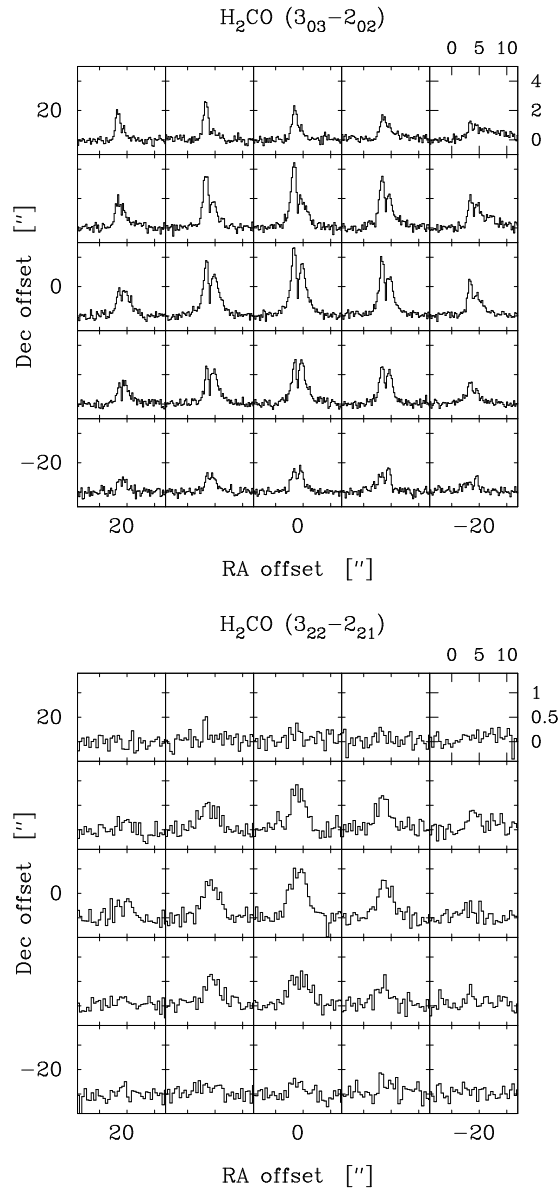 H₂CO (3₀₃−2₀₂)
0 5 10
20 4
2
0
0
−20
Dec offset [″]
20 0 −20
RA offset [″]
H₂CO (3₂₂−2₂₁)
0 5 10
20 1
0.5
0
0
−20
Dec offset [″]
20 0 −20
RA offset [″]